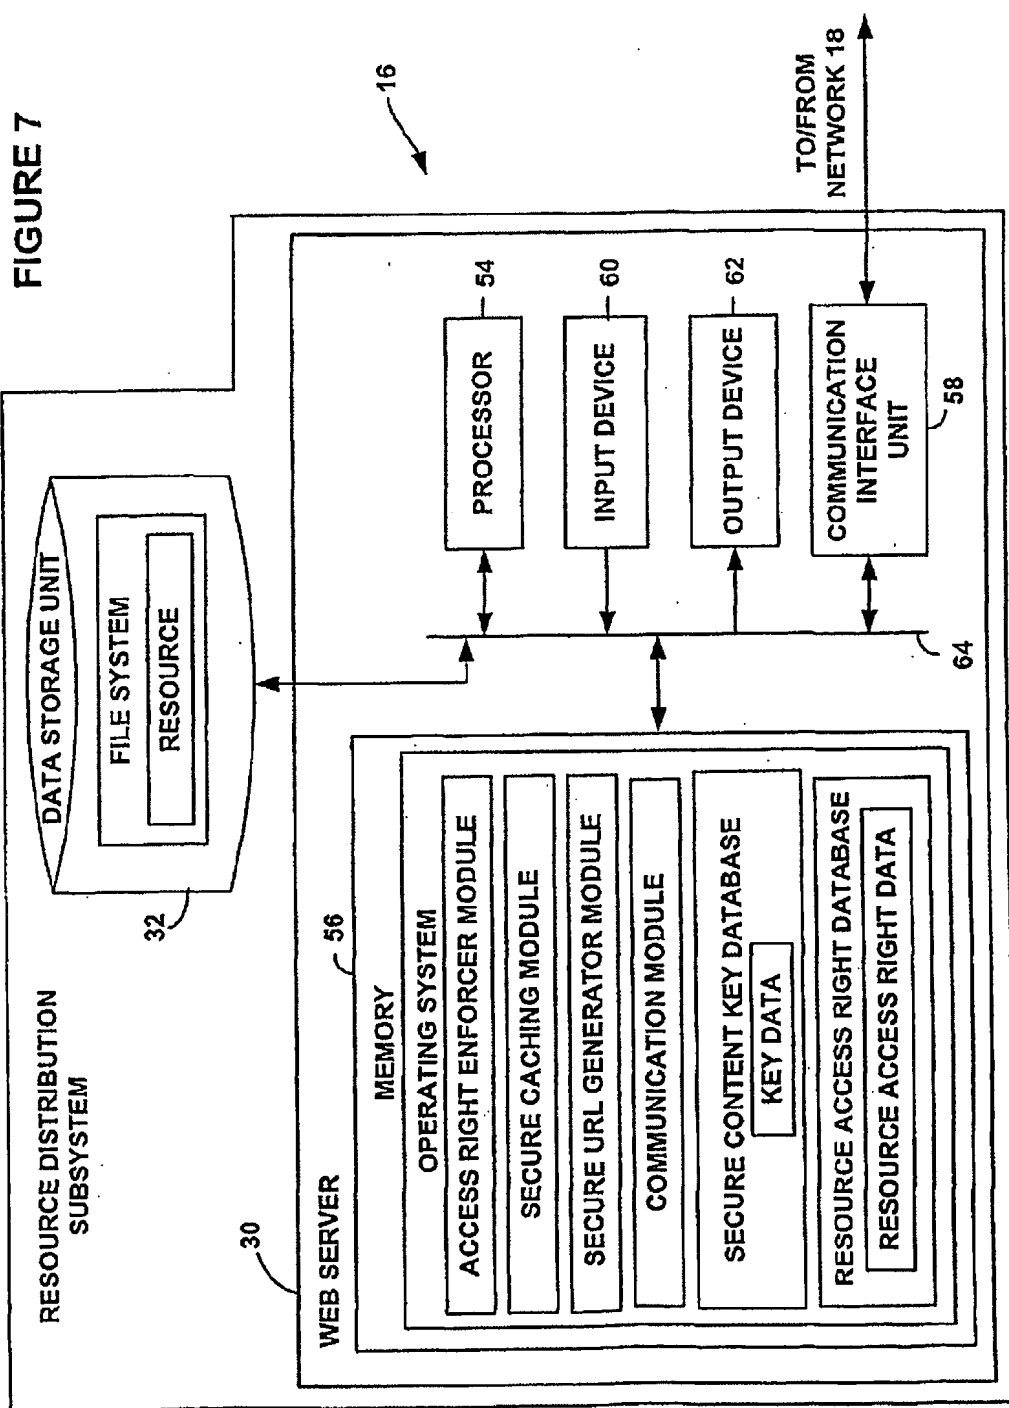 FIGURE 7
RESOURCE DISTRIBUTION
SUBSYSTEM
DATA STORAGE UNIT
FILE SYSTEM
RESOURCE
32
16
30
WEB SERVER
56
MEMORY
OPERATING SYSTEM
ACCESS RIGHT ENFORCER MODULE
SECURE CACHING MODULE
SECURE URL GENERATOR MODULE
COMMUNICATION MODULE
SECURE CONTENT KEY DATABASE
KEY DATA
RESOURCE ACCESS RIGHT DATABASE
RESOURCE ACCESS RIGHT DATA
PROCESSOR
54
INPUT DEVICE
60
OUTPUT DEVICE
62
COMMUNICATION
INTERFACE
UNIT
58
64
TO/FROM
NETWORK 18